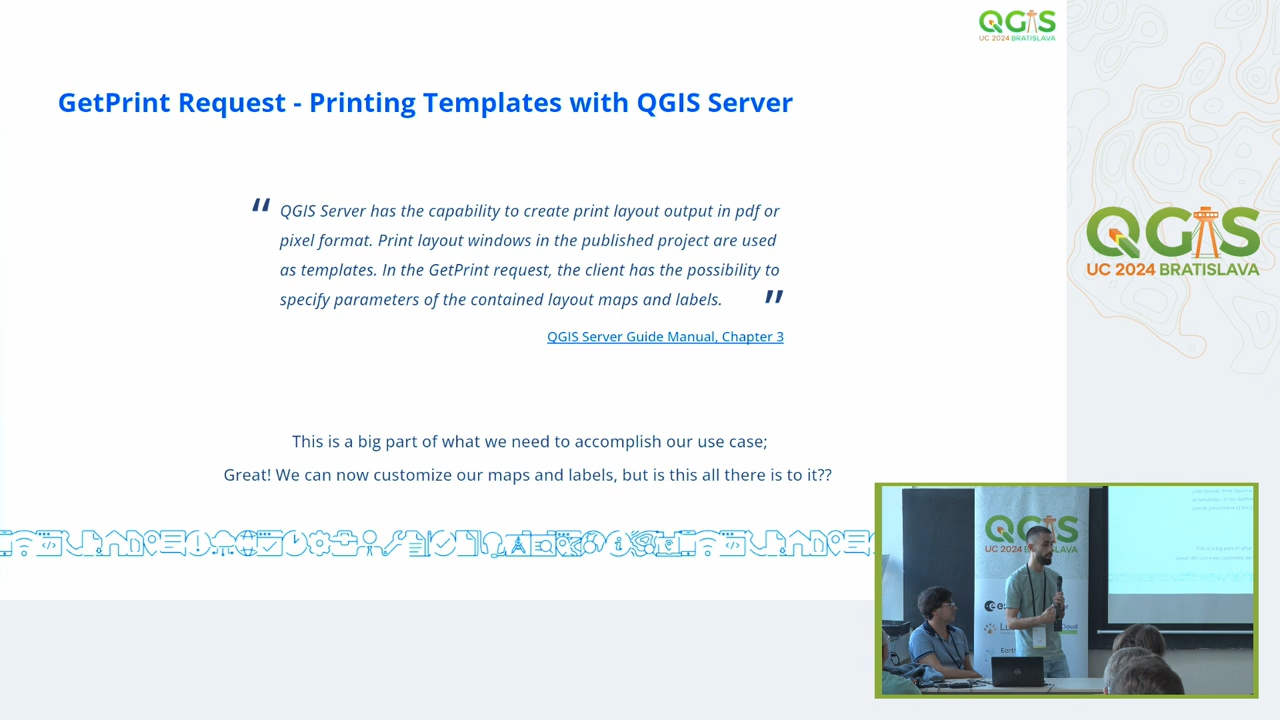 QGIS
UC 2024 BRATISLAVA
GetPrint Request - Printing Templates with QGIS Server
“ QGIS Server has the capability to create print layout output in pdf or
pixel format. Print layout windows in the published project are used
as templates. In the GetPrint request, the client has the possibility to
specify parameters of the contained layout maps and labels. ”
QGIS Server Guide Manual, Chapter 3
This is a big part of what we need to accomplish our use case;
Great! We can now customize our maps and labels, but is this all there is to it??
QGIS
UC 2024 BRATISLAVA
QGIS
UC 2024 BRATISLAVA